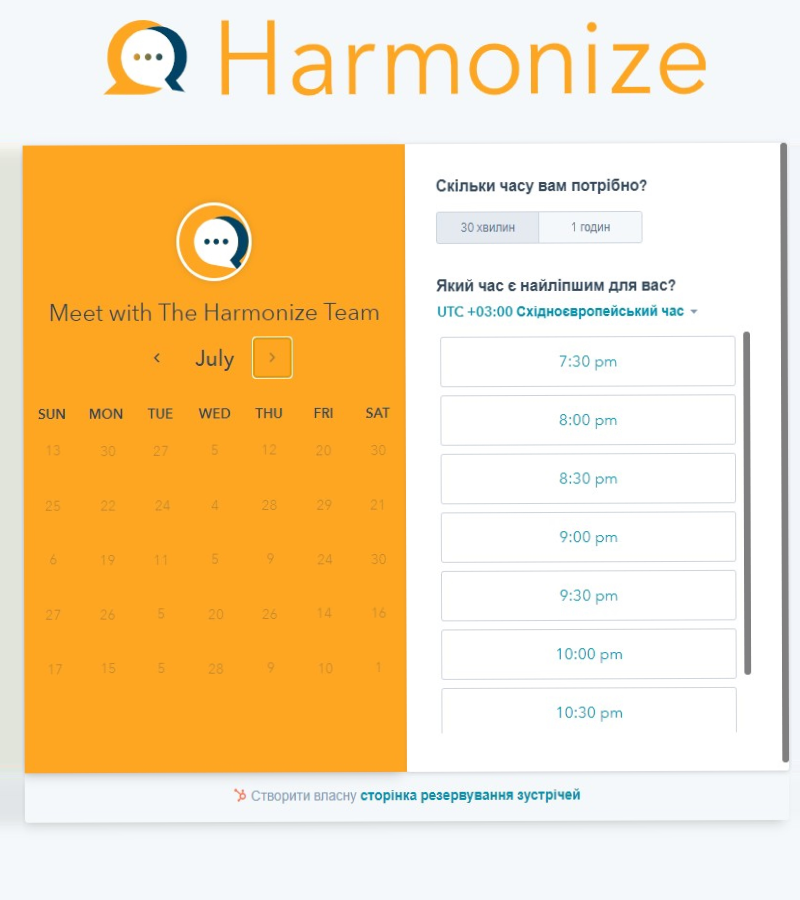 Harmonize
Meet with The Harmonize Team
July
SUN MON TUE WED THU FRI SAT
13 30 27 5 12 20 30
25 22 24 4 28 29 21
6 19 11 5 9 24 30
27 26 5 20 26 14 16
17 15 5 28 9 10 1
Скільки часу вам потрібно?
30 хвилин 1 годин
Який час є найліпшим для вас?
UTC +03:00 Східноєвропейський час
7:30 pm
8:00 pm
8:30 pm
9:00 pm
9:30 pm
10:00 pm
10:30 pm
Створити власну сторінка резервування зустрічей